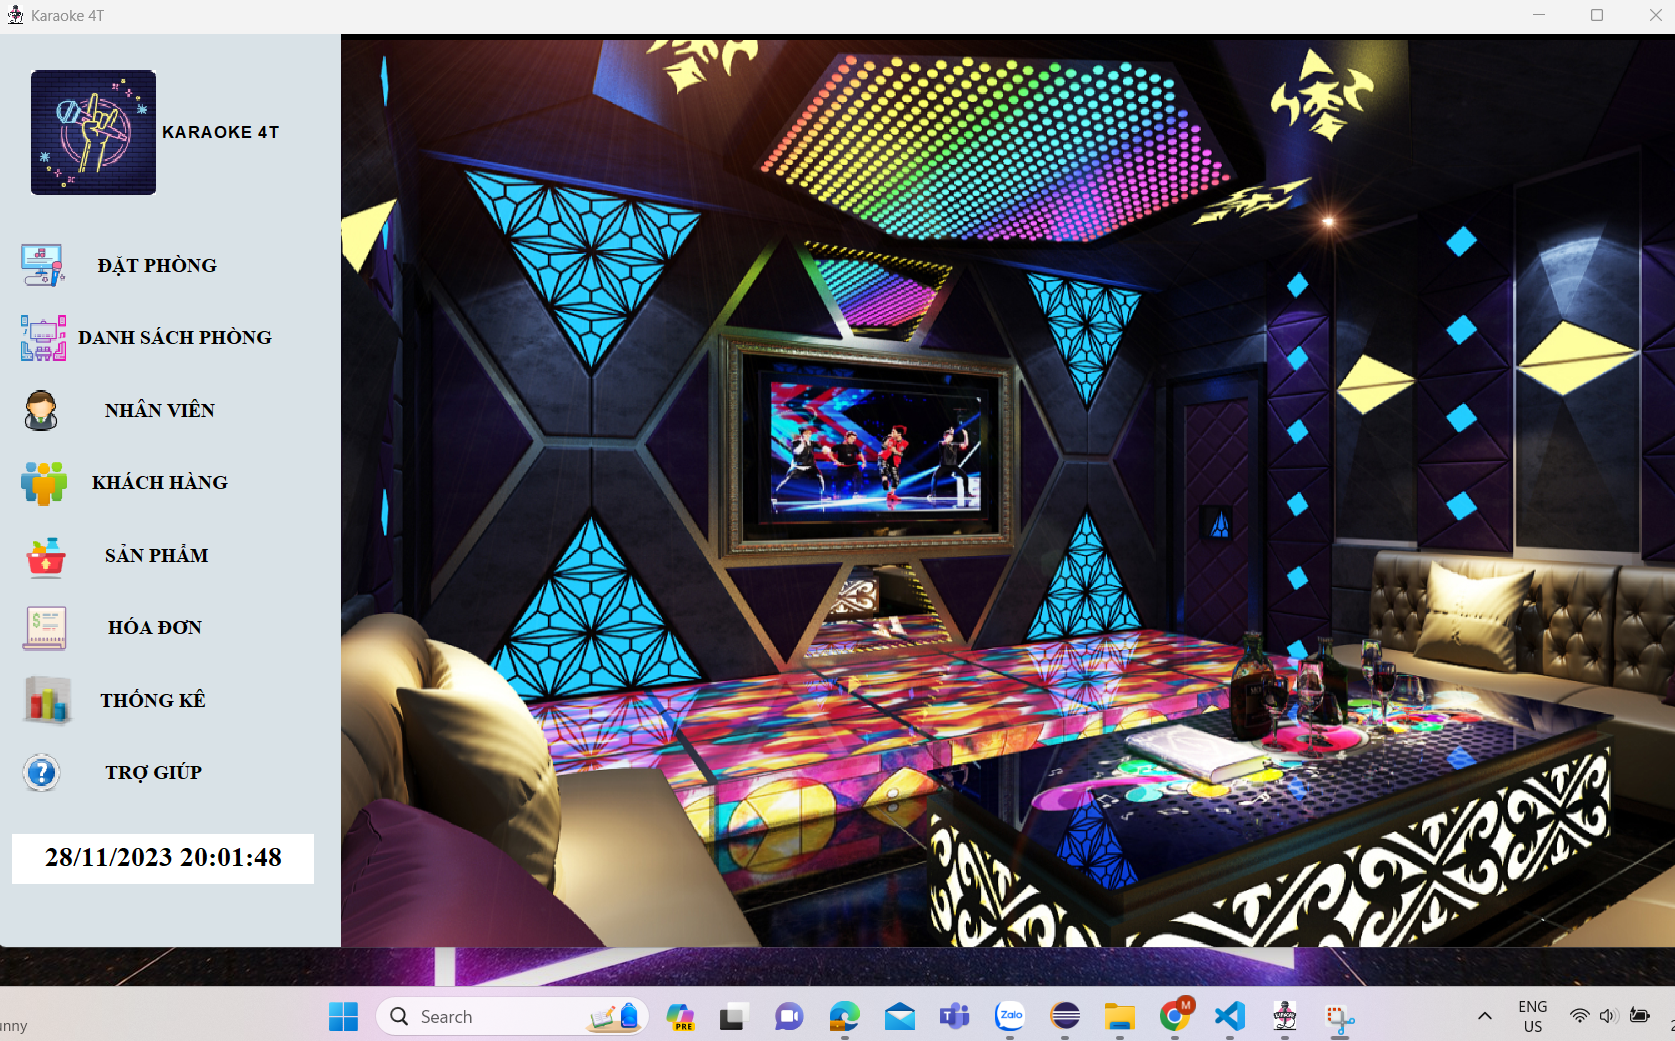 Karaoke 4T
KARAOKE 4T
ĐẶT PHÒNG
DANH SÁCH PHÒNG
NHÂN VIÊN
KHÁCH HÀNG
SẢN PHẨM
HÓA ĐƠN
THỐNG KÊ
TRỢ GIÚP
28/11/2023 20:01:48
Search
PRE
Zalo
M
ENG
US